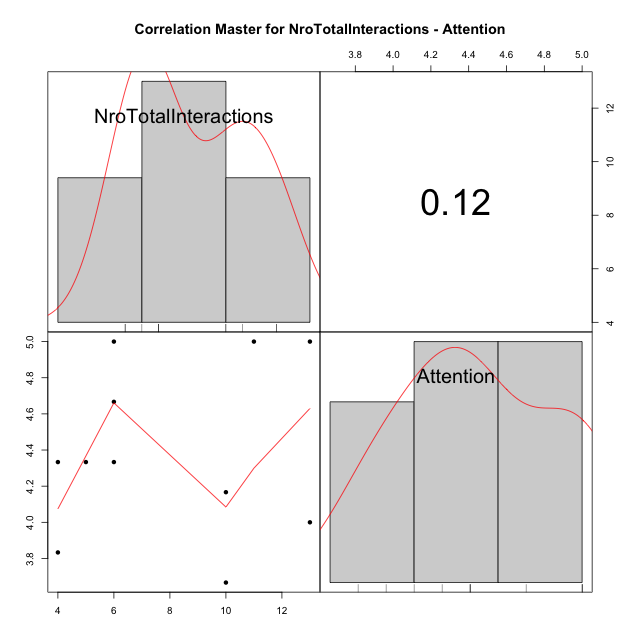 Correlation Master for NroTotalInteractions - Attention
3.8 4.0 4.2 4.4 4.6 4.8 5.0
NroTotalInteractions
0.12
12
10
8
6
4
5.0
4.8
4.6
4.4
4.2
4.0
3.8
Attention
4 6 8 10 12